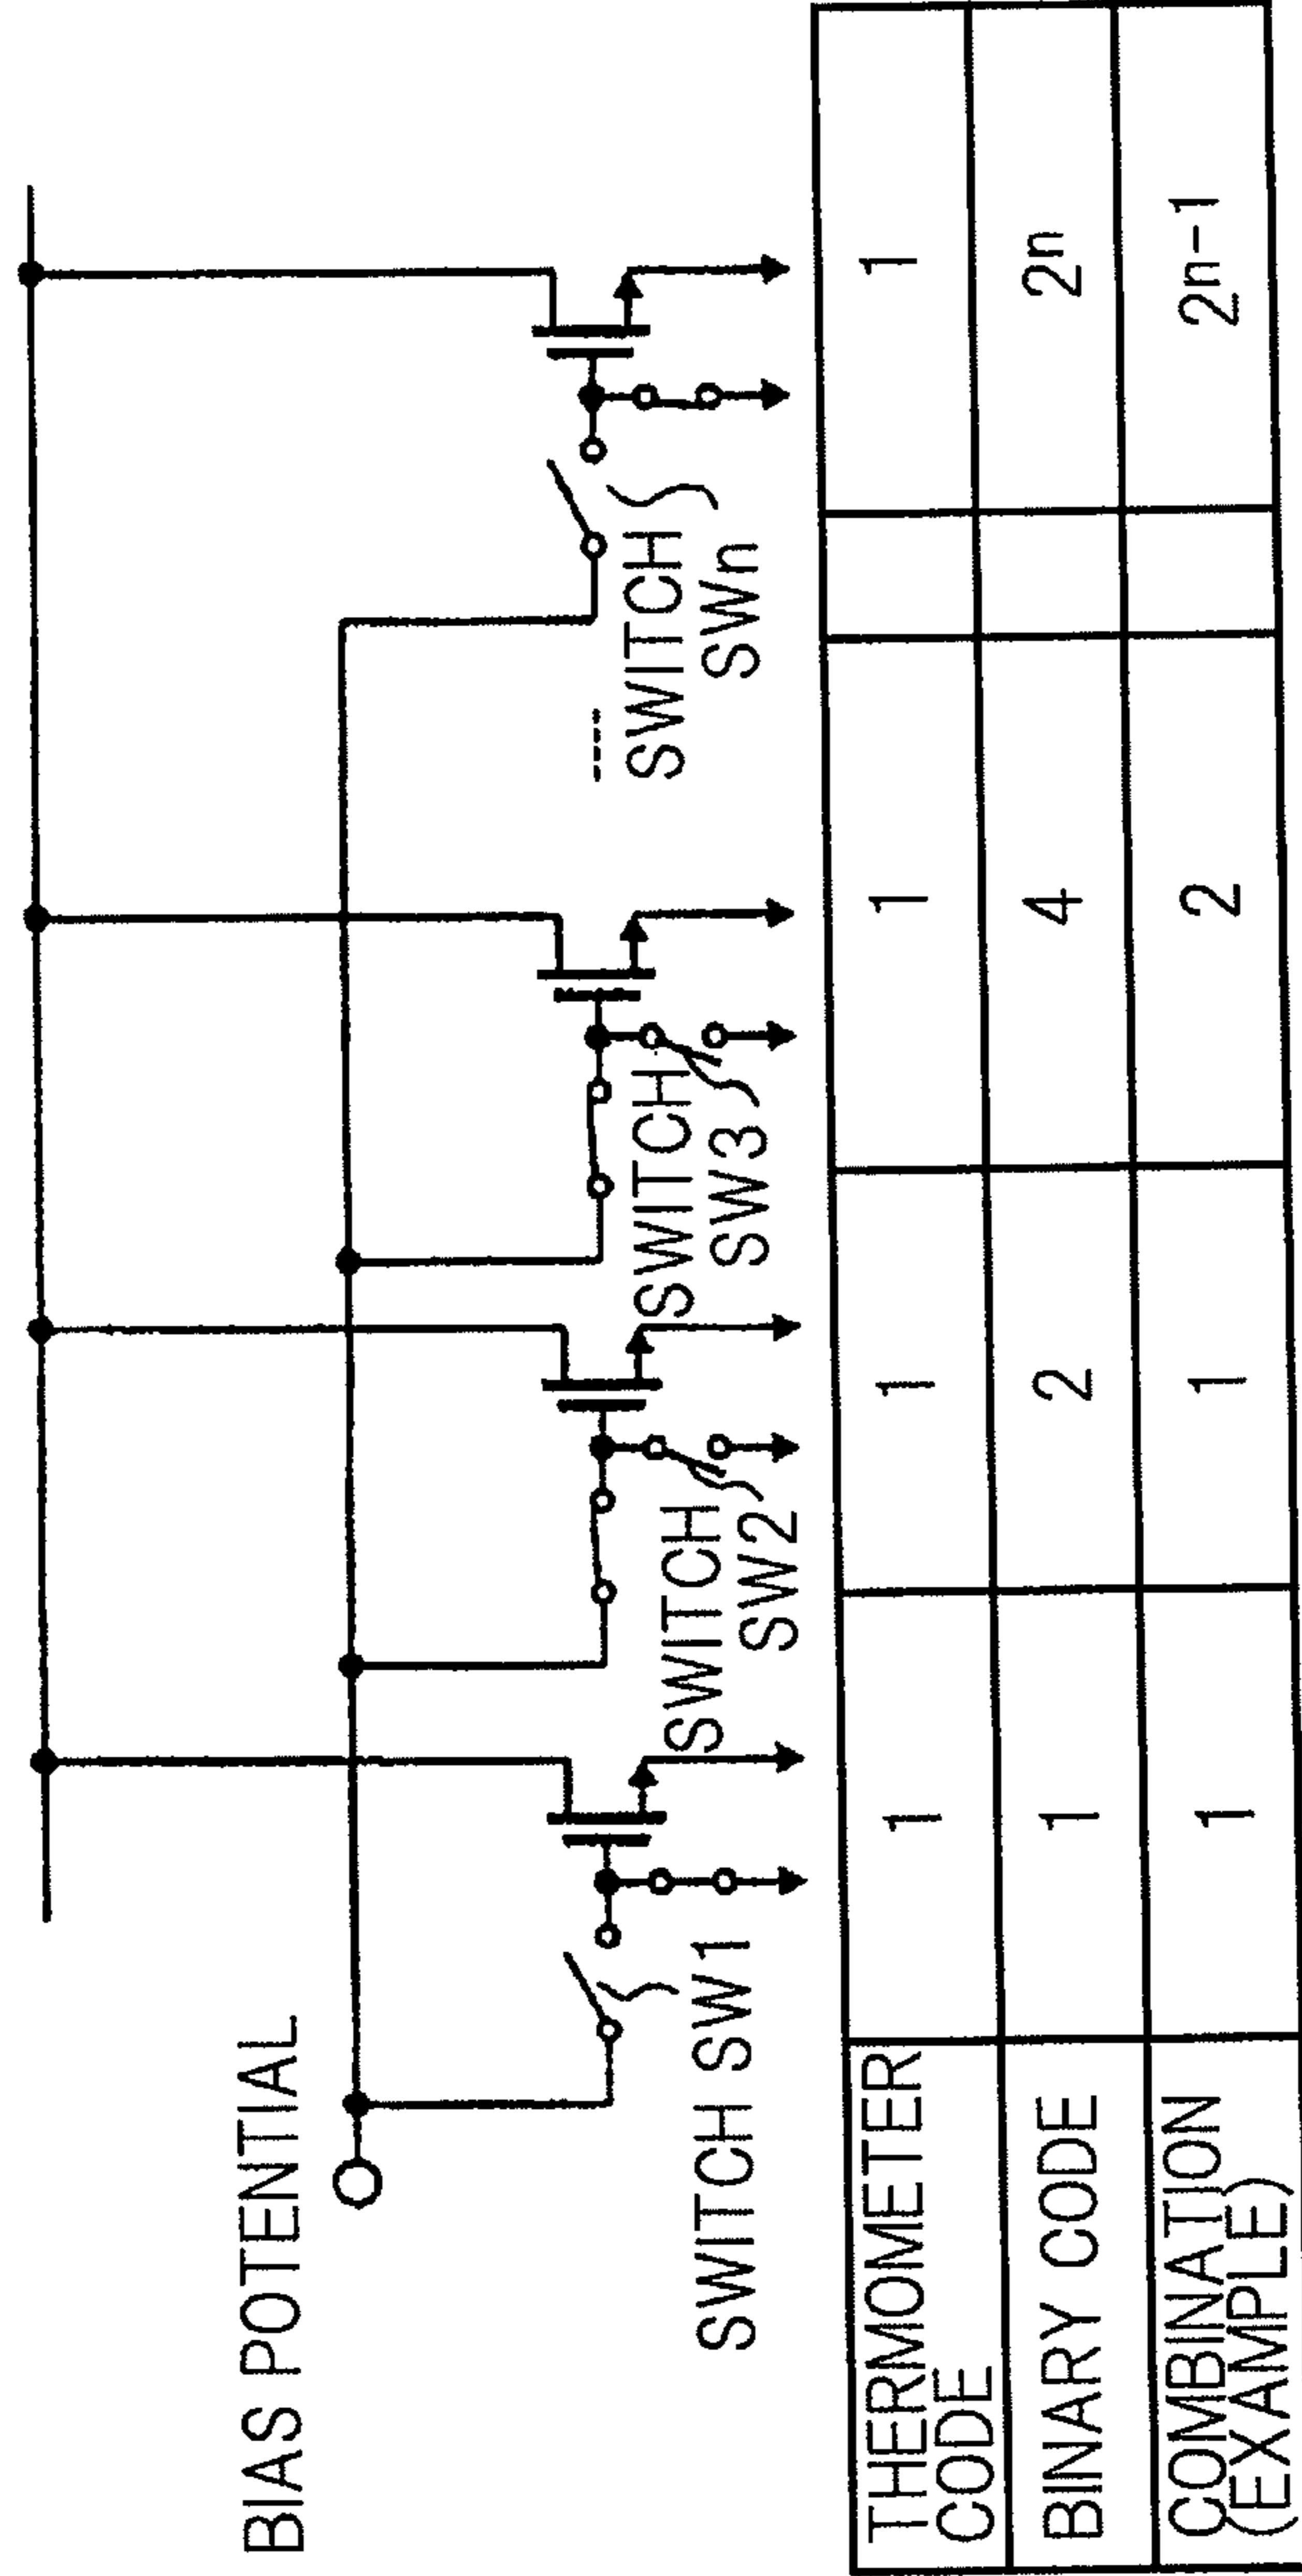 BIAS POTENTIAL
SWITCH SW1
SWITCH
SW2
SWITCH
SW3
----
SWITCH
SWn
THERMOMETER
CODE
1 1 1 1
BINARY CODE
1 2 4 2n
COMBINATION
(EXAMPLE)
1 1 2 2n-1